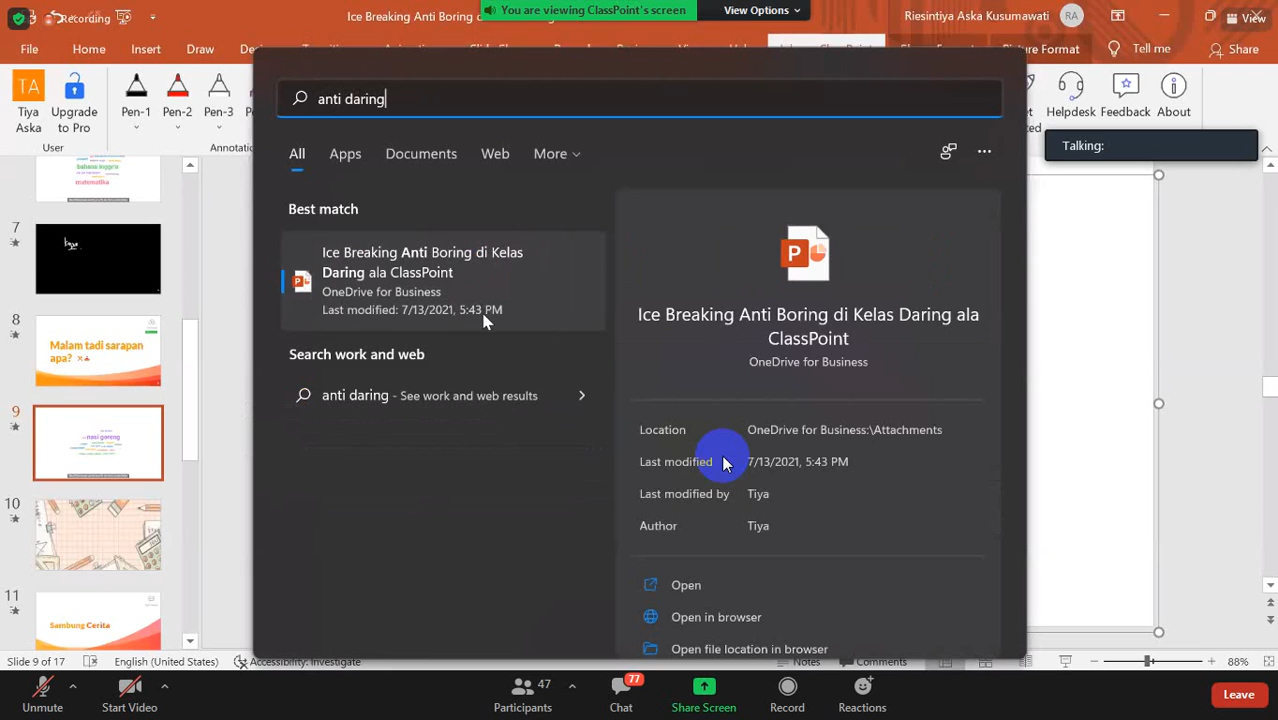 Recording
Ice Breaking Anti Boring d
You are viewing ClassPoint's screen
View Options
Riesintiya Aska Kusumawati
RA
View
File
Home
Insert
Draw
Picture Format
Tell me
Share
anti daring
TA
Tiya
Aska
Upgrade
to Pro
User
Pen-1
Pen-2
Pen-3
Annotatio
Helpdesk
Feedback
About
Talking:
All
Apps
Documents
Web
More
bahasa inggris
matematika
Best match
Ice Breaking Anti Boring di Kelas
Daring ala ClassPoint
OneDrive for Business
Last modified: 7/13/2021, 5:43 PM
Search work and web
anti daring - See work and web results
Ice Breaking Anti Boring di Kelas Daring ala
ClassPoint
OneDrive for Business
Location
OneDrive for Business:\Attachments
Last modified
7/13/2021, 5:43 PM
Last modified by
Tiya
Author
Tiya
Open
Open in browser
Open file location in browser
7
8
Malam tadi sarapan
apa?
9
nasi goreng
10
11
Sambung Cerita
Slide 9 of 17
English (United States)
Accessibility: Investigate
Notes
Comments
88%
Unmute
Start Video
47
Participants
77
Chat
Share Screen
Record
Reactions
Leave